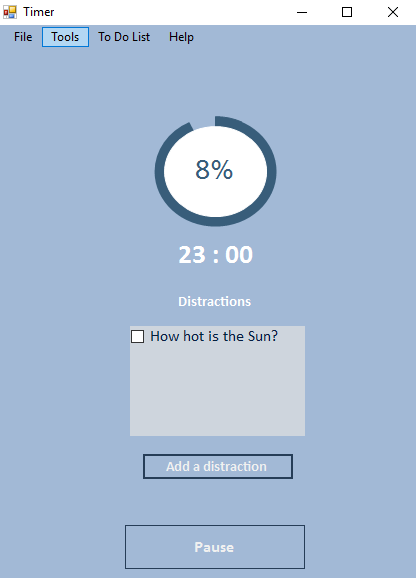 Timer
File Tools To Do List Help
8%
23 : 00
Distractions
How hot is the Sun?
Add a distraction
Pause